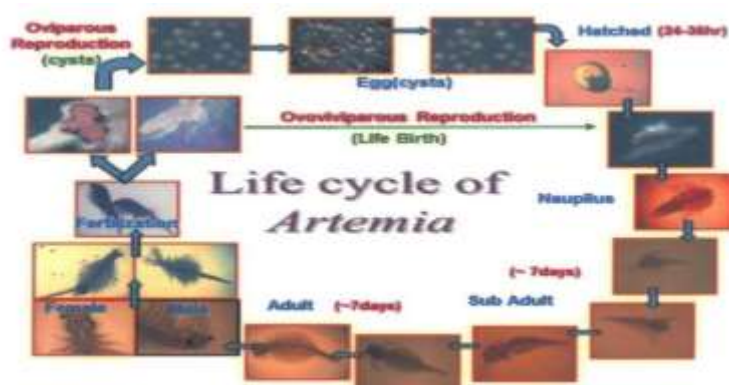 Oviparous
Reproduction
(cysts)
Hatched (24-36hr)
Egg(cysts)
Ovoviviparous Reproduction
(Life Birth)
Life cycle of
Artemia
Naupilus
Fertilization
(~ 7days)
Sub Adult
Adult (~7days)
Female
Male